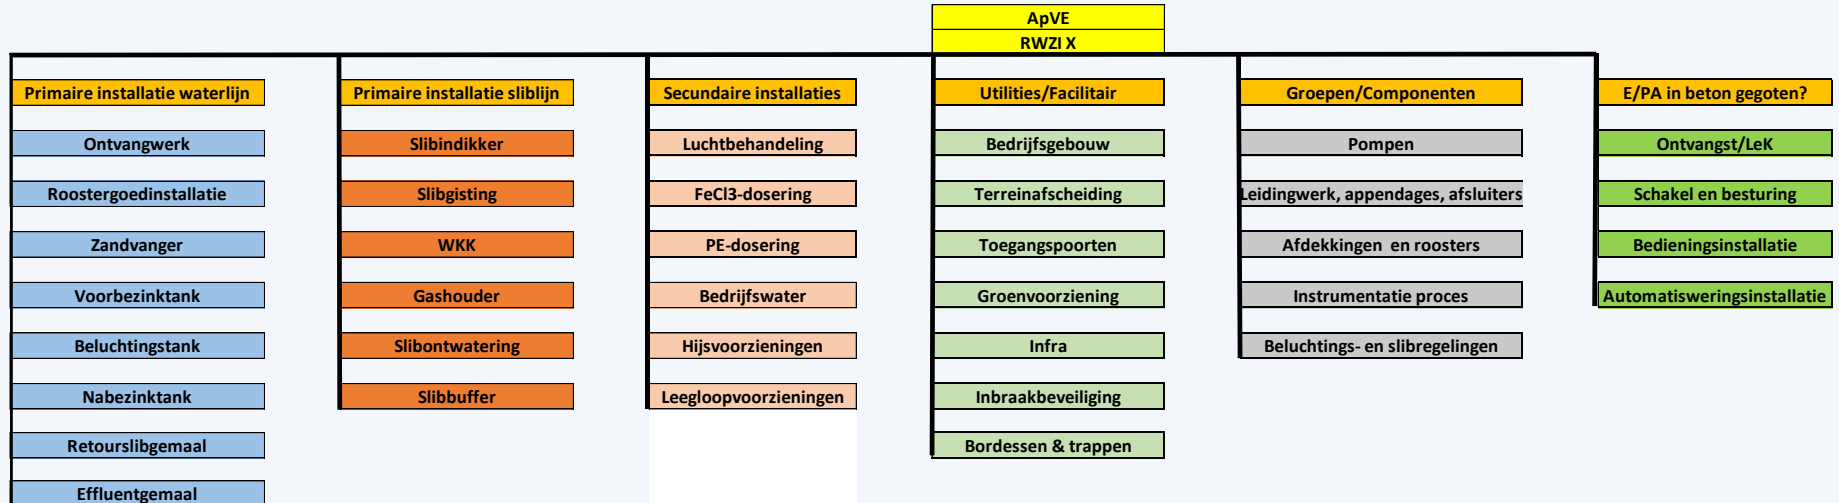 ApVE
RWZI X
Primaire installatie waterlijn
Primaire installatie sliblijn
Secundaire installaties
Utilities/Facilitair
Groepen/Componenten
E/PA in beton gegoten?
Ontvangwerk
Slibindikker
Luchtbehandeling
Bedrijfsgebouw
Pompen
Ontvangst/LeK
Roostergoedinstallatie
Slibgisting
FeCl3-dosering
Terreinafscheiding
Leidingwerk, appendages, afsluiters
Schakel en besturing
Zandvanger
WKK
PE-dosering
Toegangspoorten
Afdekkingen en roosters
Bedieningsinstallatie
Voorbezinktank
Gashouder
Bedrijfswater
Groenvoorziening
Instrumentatie proces
Automatisweringsinstallatie
Beluchtingstank
Slibontwatering
Hijsvoorzieningen
Infra
Beluchtings- en slibregelingen
Nabezinktank
Slibbuffer
Leegloopvoorzieningen
Inbraakbeveiliging
Retourslibgemaal
Bordessen & trappen
Effluentgemaal